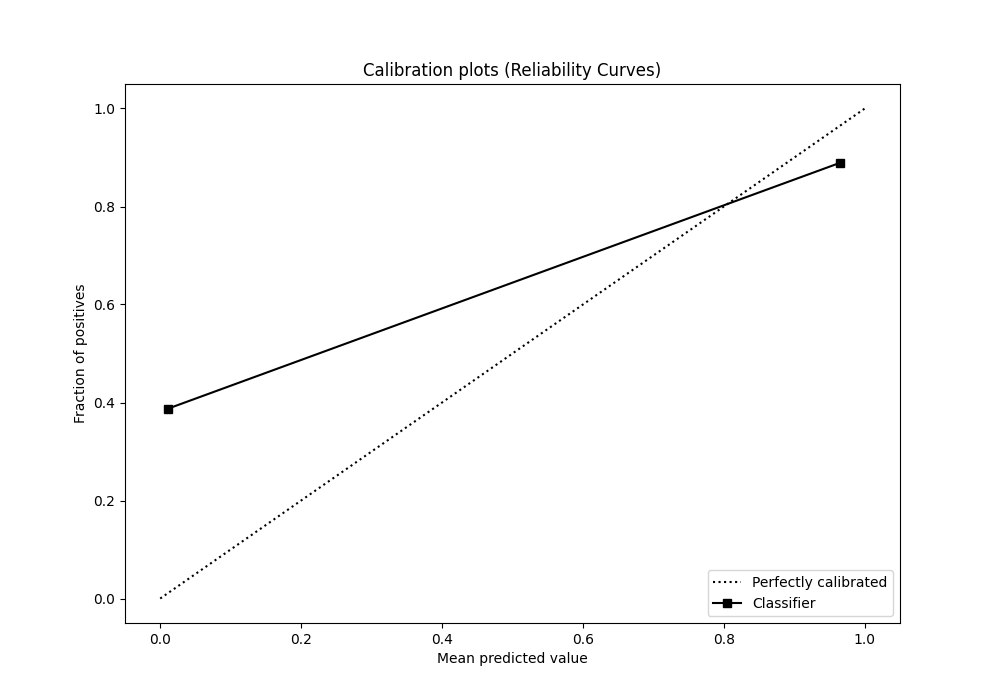 Calibration plots (Reliability Curves)
1.0
0.8
0.6
0.4
0.2
0.0
Fraction of positives
0.0 0.2 0.4 0.6 0.8 1.0
Mean predicted value
Perfectly calibrated
Classifier